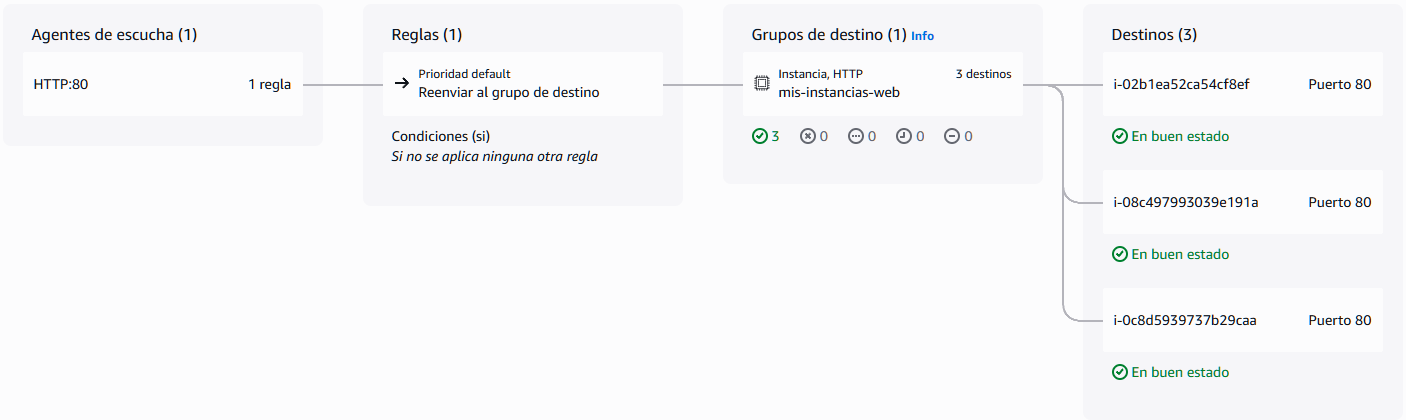 Agentes de escucha (1)
HTTP:80 1 regla
Reglas (1)
Prioridad default
Reenviar al grupo de destino
Condiciones (si)
Si no se aplica ninguna otra regla
Grupos de destino (1) Info
Instancia, HTTP 3 destinos
mis-instancias-web
3 0 0 0 0
Destinos (3)
i-02b1ea52ca54cf8ef Puerto 80
En buen estado
i-08c497993039e191a Puerto 80
En buen estado
i-0c8d5939737b29caa Puerto 80
En buen estado